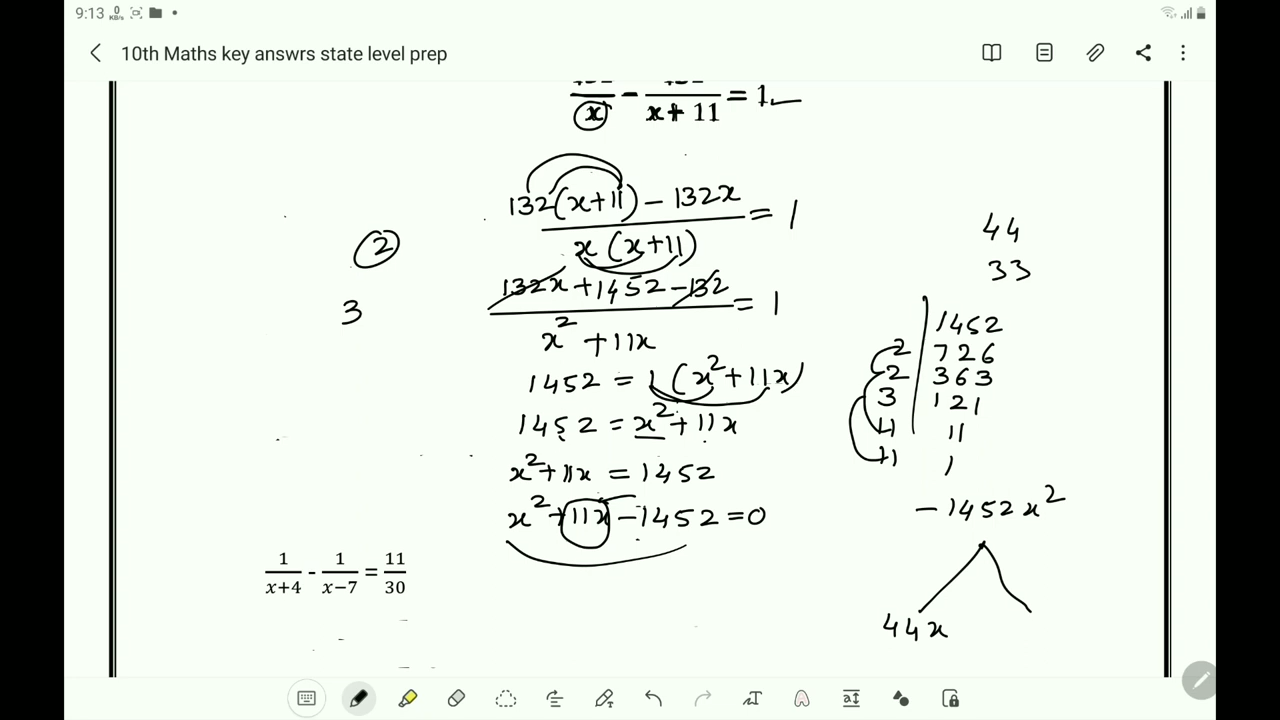 9:13 0 KB/s
10th Maths key answrs state level prep
x - x + 11 = 1
132(x+11) - 132x = 1
x (x+11)
2
44
33
132x + 1452 - 132 = 1
x² + 11x
3
1452 = 1 (x² + 11x)
1452 = x² + 11x
x² + 11x = 1452
x² + 11x - 1452 = 0
1452
2 726
2 363
3 121
11 11
11 1
- 1452x²
44x
1/x+4 - 1/x−7 = 11/30